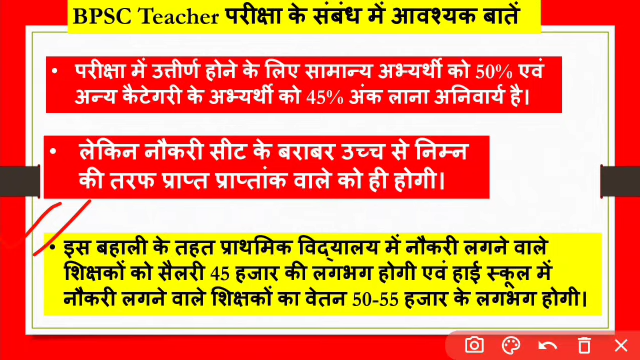 BPSC Teacher परीक्षा के संबंध में आवश्यक बातें
• परीक्षा में उत्तीर्ण होने के लिए सामान्य अभ्यर्थी को 50% एवं
अन्य कैटेगरी के अभ्यर्थी को 45% अंक लाना अनिवार्य है।
• लेकिन नौकरी सीट के बराबर उच्च से निम्न
की तरफ प्राप्त प्राप्तांक वाले को ही होगी।
• इस बहाली के तहत प्राथमिक विद्यालय में नौकरी लगने वाले
शिक्षकों को सैलरी 45 हजार की लगभग होगी एवं हाई स्कूल में
नौकरी लगने वाले शिक्षकों का वेतन 50-55 हजार के लगभग होगी।